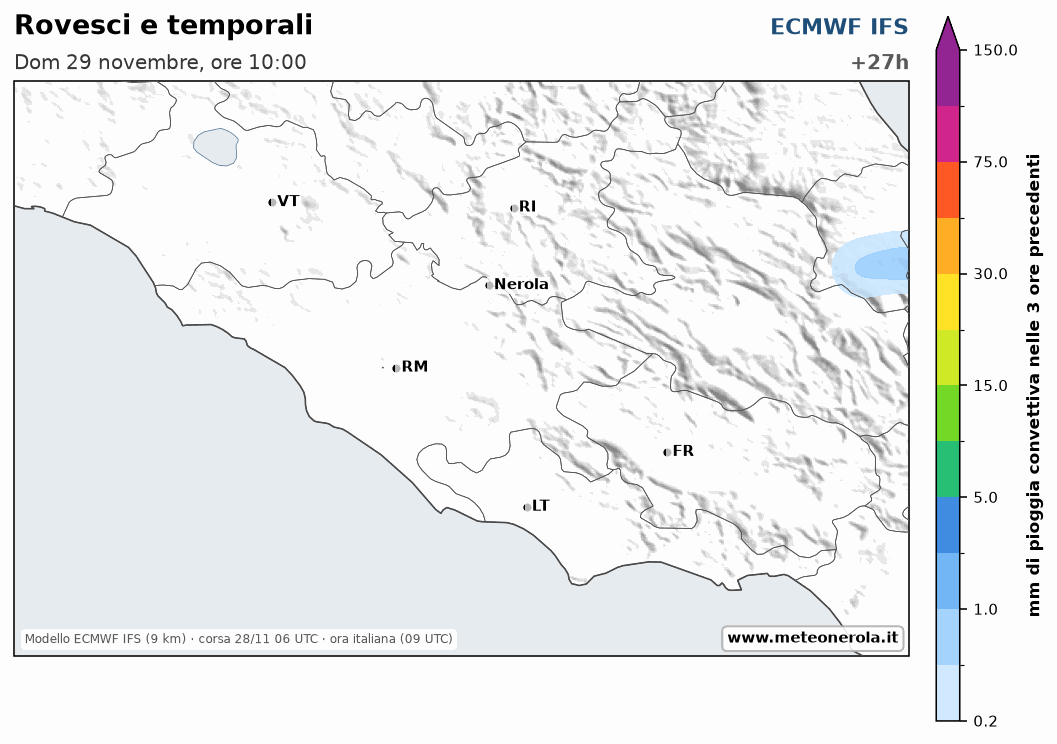 Rovesci e temporali
ECMWF IFS
Dom 29 novembre, ore 10:00
+27h
VT
RI
Nerola
RM
FR
LT
Modello ECMWF IFS (9 km) · corsa 28/11 06 UTC · ora italiana (09 UTC)
www.meteonerola.it
150.0
75.0
30.0
15.0
5.0
1.0
0.2
mm di pioggia convettiva nelle 3 ore precedenti